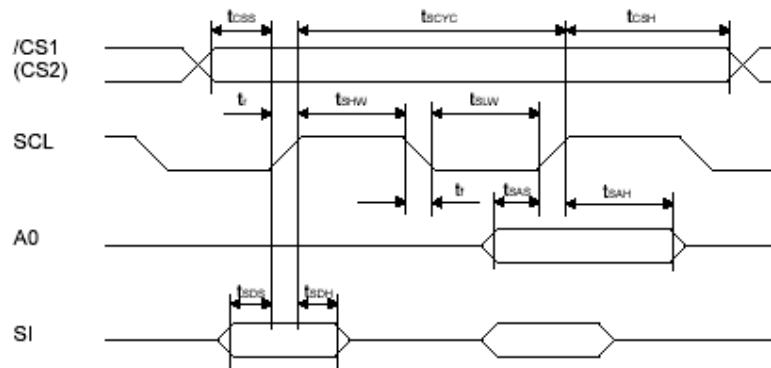 tCSS tSCYC tCSH
/CS1
(CS2)
tr tSHW tSLW
SCL
tf tSAS tSAH
A0
tSDS tSDH
SI